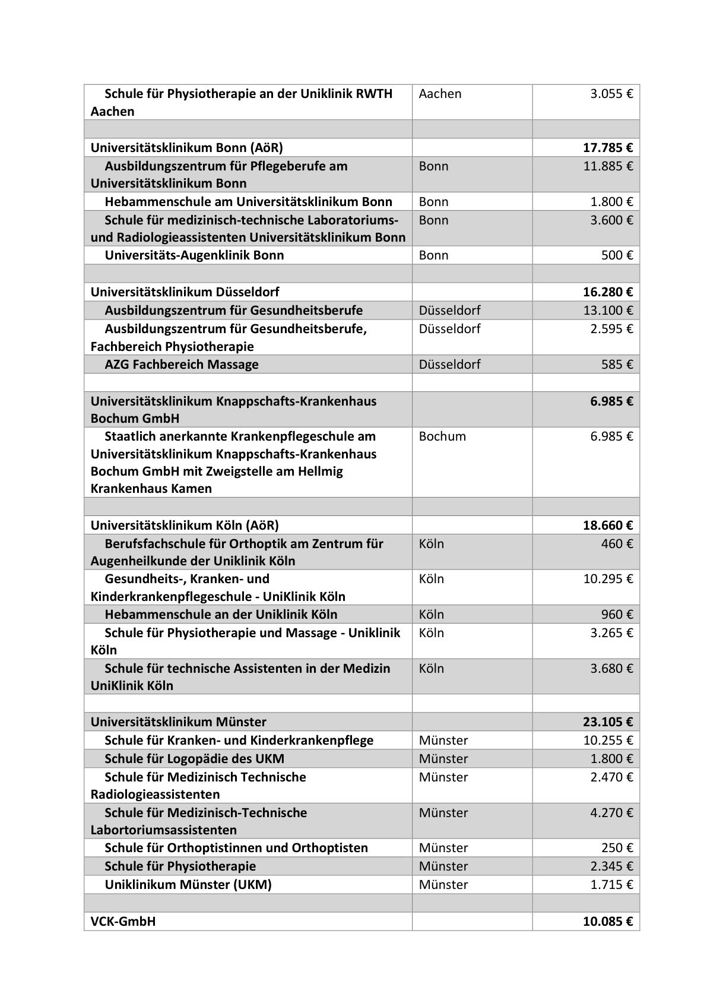 Schule für Physiotherapie an der Uniklinik RWTH Aachen 3.055 €
Aachen
Universitätsklinikum Bonn (AöR) 17.785 €
Ausbildungszentrum für Pflegeberufe am Bonn 11.885 €
Universitätsklinikum Bonn
Hebammenschule am Universitätsklinikum Bonn Bonn 1.800 €
Schule für medizinisch-technische Laboratoriums- Bonn 3.600 €
und Radiologieassistenten Universitätsklinikum Bonn
Universitäts-Augenklinik Bonn Bonn 500 €
Universitätsklinikum Düsseldorf 16.280 €
Ausbildungszentrum für Gesundheitsberufe Düsseldorf 13.100 €
Ausbildungszentrum für Gesundheitsberufe, Düsseldorf 2.595 €
Fachbereich Physiotherapie
AZG Fachbereich Massage Düsseldorf 585 €
Universitätsklinikum Knappschafts-Krankenhaus 6.985 €
Bochum GmbH
Staatlich anerkannte Krankenpflegeschule am Bochum 6.985 €
Universitätsklinikum Knappschafts-Krankenhaus
Bochum GmbH mit Zweigstelle am Hellmig
Krankenhaus Kamen
Universitätsklinikum Köln (AöR) 18.660 €
Berufsfachschule für Orthoptik am Zentrum für Köln 460 €
Augenheilkunde der Uniklinik Köln
Gesundheits-, Kranken- und Köln 10.295 €
Kinderkrankenpflegeschule - UniKlinik Köln
Hebammenschule an der Uniklinik Köln Köln 960 €
Schule für Physiotherapie und Massage - Uniklinik Köln 3.265 €
Köln
Schule für technische Assistenten in der Medizin Köln 3.680 €
UniKlinik Köln
Universitätsklinikum Münster 23.105 €
Schule für Kranken- und Kinderkrankenpflege Münster 10.255 €
Schule für Logopädie des UKM Münster 1.800 €
Schule für Medizinisch Technische Münster 2.470 €
Radiologieassistenten
Schule für Medizinisch-Technische Münster 4.270 €
Labortoriumsassistenten
Schule für Orthoptistinnen und Orthoptisten Münster 250 €
Schule für Physiotherapie Münster 2.345 €
Uniklinikum Münster (UKM) Münster 1.715 €
VCK-GmbH 10.085 €